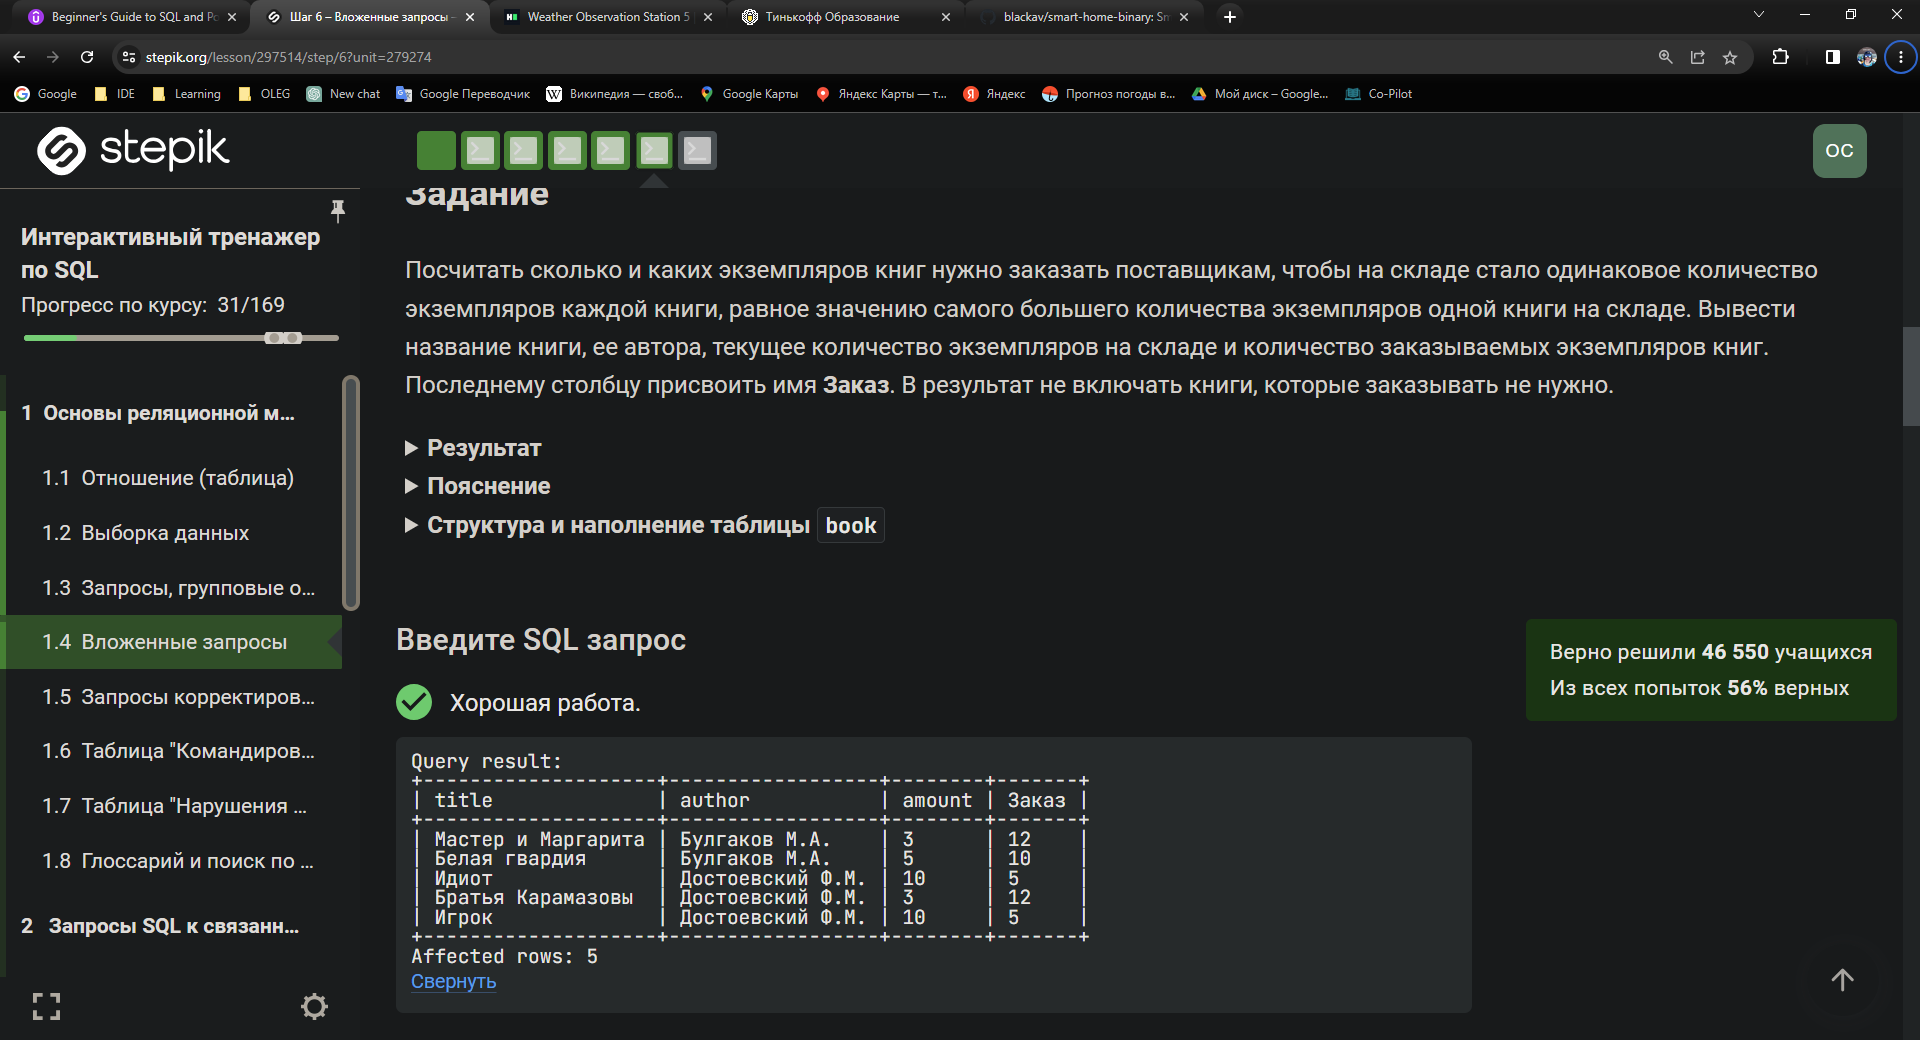 Beginner's Guide to SQL and Po
Шаг 6 – Вложенные запросы –
Weather Observation Station 5
Тинькофф Образование
blackav/smart-home-binary: Sm
stepik.org/lesson/297514/step/6?unit=279274
Google
IDE
Learning
OLEG
New chat
Google Переводчик
Википедия — своб...
Google Карты
Яндекс Карты — т...
Яндекс
Прогноз погоды в...
Мой диск – Google...
Co-Pilot
stepik
ОС
Интерактивный тренажер
по SQL
Прогресс по курсу: 31/169
1 Основы реляционной м...
1.1 Отношение (таблица)
1.2 Выборка данных
1.3 Запросы, групповые о...
1.4 Вложенные запросы
1.5 Запросы корректиров...
1.6 Таблица "Командиров...
1.7 Таблица "Нарушения ...
1.8 Глоссарий и поиск по ...
2 Запросы SQL к связанн...
Задание
Посчитать сколько и каких экземпляров книг нужно заказать поставщикам, чтобы на складе стало одинаковое количество
экземпляров каждой книги, равное значению самого большего количества экземпляров одной книги на складе. Вывести
название книги, ее автора, текущее количество экземпляров на складе и количество заказываемых экземпляров книг.
Последнему столбцу присвоить имя Заказ. В результат не включать книги, которые заказывать не нужно.
Результат
Пояснение
Структура и наполнение таблицы book
Введите SQL запрос
Верно решили 46 550 учащихся
Из всех попыток 56% верных
Хорошая работа.
Query result:
+--------------------+------------------+--------+-------+
| title | author | amount | Заказ |
+--------------------+------------------+--------+-------+
| Мастер и Маргарита | Булгаков М.А. | 3 | 12 |
| Белая гвардия | Булгаков М.А. | 5 | 10 |
| Идиот | Достоевский Ф.М. | 10 | 5 |
| Братья Карамазовы | Достоевский Ф.М. | 3 | 12 |
| Игрок | Достоевский Ф.М. | 10 | 5 |
+--------------------+------------------+--------+-------+
Affected rows: 5
Свернуть